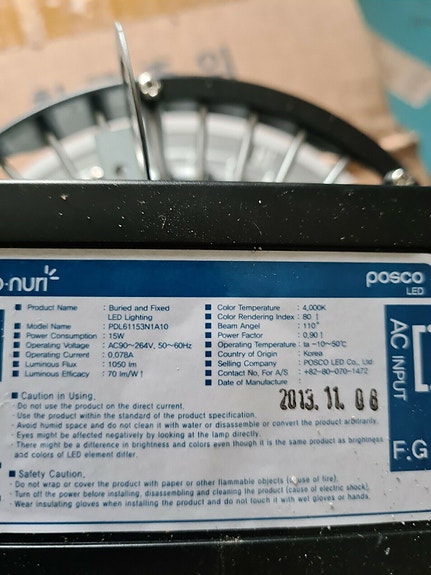 o·nuri
posco
LED
■ Product Name : Buried and Fixed
LED Lighting
■ Model Name : PDL61153N1A10
■ Power Consumption : 15W
■ Operating Voltage : AC90~264V, 50~60Hz
■ Operating Current : 0,078A
■ Luminous Flux : 1050 lm
■ Luminous Efficacy : 70 lm/W↑
■ Color Temperature : 4,000K
■ Color Rendering Index : 80↑
■ Beam Angle : 110°
■ Power Factor : 0,90↑
■ Operating Temperature : ta -10~50℃
■ Country of Origin : Korea
■ Selling Company : POSCO LED Co., Ltd
■ Contact No. For A/S : +82-80-070-1472
■ Date of Manufacture :
2013. 11. 06
AC INPUT
F.G
■ Caution in Using.
· Do not use the product on the direct current.
· Use the product within the standard of the product specification.
· Avoid humid space and do not clean it with water or disassemble or convert the product arbitrarily.
· Eyes might be affected negatively by looking at the lamp directly.
· There might be a difference in brightness and colors even though it is the same product as brightness
and colors of LED element differ.
■ Safety Caution.
· Do not wrap or cover the product with paper or other flammable objects (cause of fire).
· Turn off the power before installing, disassembling and cleaning the product (cause of electric shock).
· Wear insulating gloves when installing the product and do not touch it with wet gloves or hands.